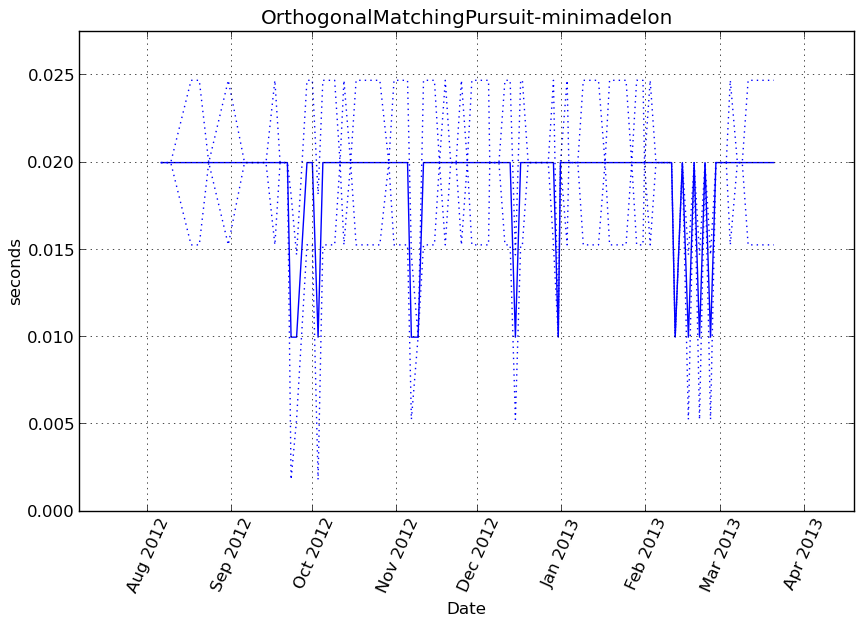 OrthogonalMatchingPursuit-minimadelon
0.025
0.020
0.015
0.010
0.005
0.000
seconds
Aug 2012
Sep 2012
Oct 2012
Nov 2012
Dec 2012
Jan 2013
Feb 2013
Mar 2013
Apr 2013
Date